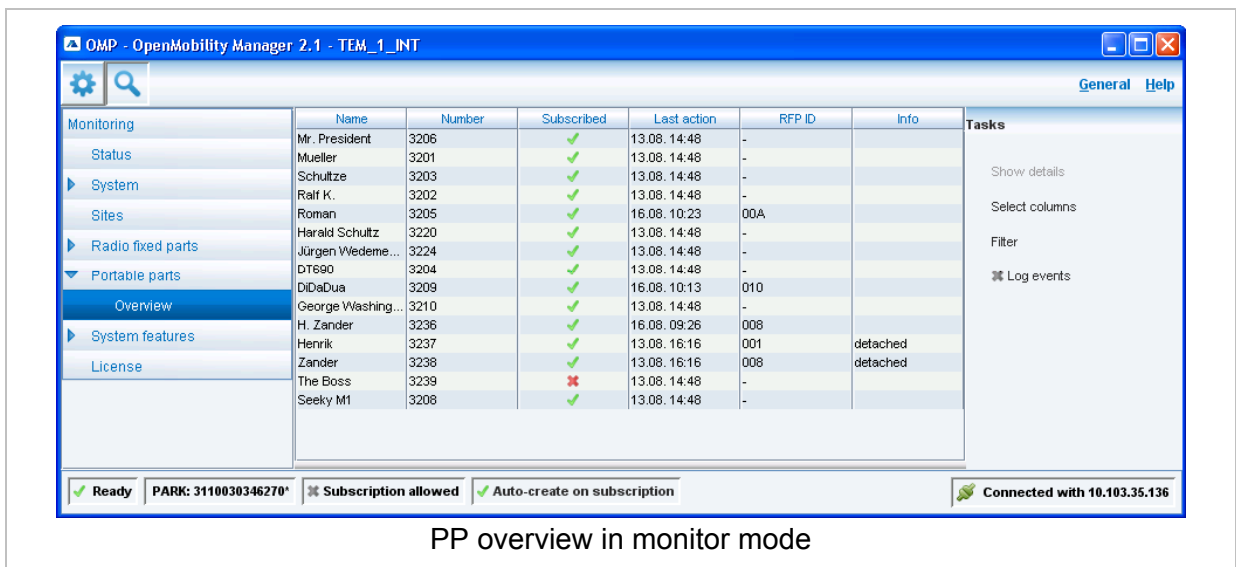 OMP - OpenMobility Manager 2.1 - TEM_1_INT
General Help
Monitoring
Status
System
Sites
Radio fixed parts
Portable parts
Overview
System features
License
Name Number Subscribed Last action RFP ID Info
Mr. President 3206 13.08. 14:48 -
Mueller 3201 13.08. 14:48 -
Schultze 3203 13.08. 14:48 -
Ralf K. 3202 13.08. 14:48 -
Roman 3205 16.08. 10:23 00A
Harald Schultz 3220 13.08. 14:48 -
Jürgen Wedeme... 3224 13.08. 14:48 -
DT690 3204 13.08. 14:48 -
DiDaDua 3209 16.08. 10:13 010
George Washing... 3210 13.08. 14:48 -
H. Zander 3236 16.08. 09:26 008
Henrik 3237 13.08. 16:16 001 detached
Zander 3238 13.08. 16:16 008 detached
The Boss 3239 13.08. 14:48 -
Seeky M1 3208 13.08. 14:48 -
Tasks
Show details
Select columns
Filter
Log events
Ready PARK: 3110030346270* Subscription allowed Auto-create on subscription Connected with 10.103.35.136
PP overview in monitor mode